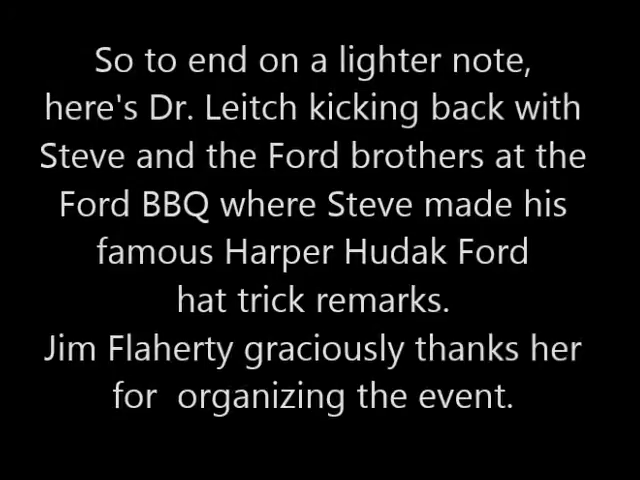 So to end on a lighter note,
here's Dr. Leitch kicking back with
Steve and the Ford brothers at the
Ford BBQ where Steve made his
famous Harper Hudak Ford
hat trick remarks.
Jim Flaherty graciously thanks her
for  organizing the event.